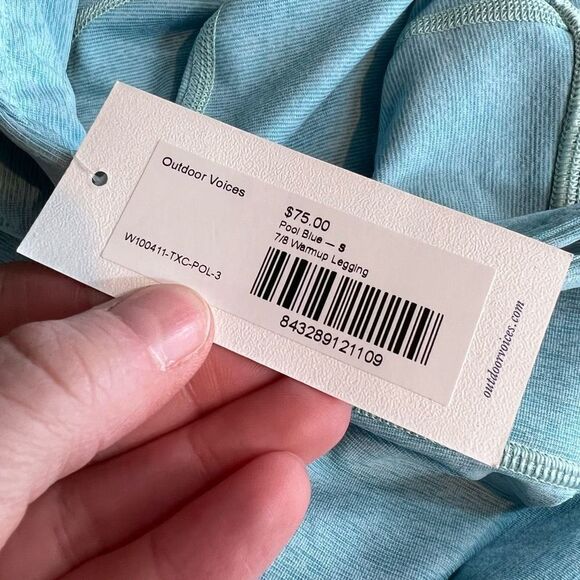 Outdoor Voices
$75.00
Pool Blue — S
7/8 Warmup Legging
W100411-TXC-POL-3
843289121109
outdoorvoices.com